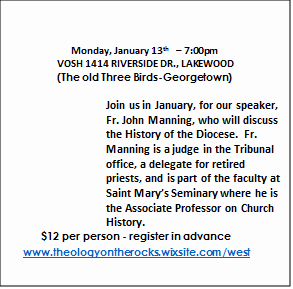 Monday, January 13th – 7:00pm
VOSH 1414 RIVERSIDE DR., LAKEWOOD
(The old Three Birds-Georgetown)
Join us in January, for our speaker,
Fr. John Manning, who will discuss
the History of the Diocese. Fr.
Manning is a judge in the Tribunal
office, a delegate for retired
priests, and is part of the faculty at
Saint Mary's Seminary where he is
the Associate Professor on Church
History.
$12 per person - register in advance
www.theologyontherocks.wixsite.com/west